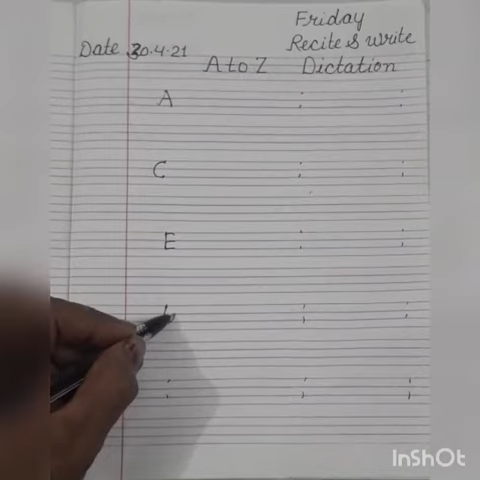 Friday
Recite & Write
Date 30.4.21
A to Z Dictation
A
C
E
InShOt